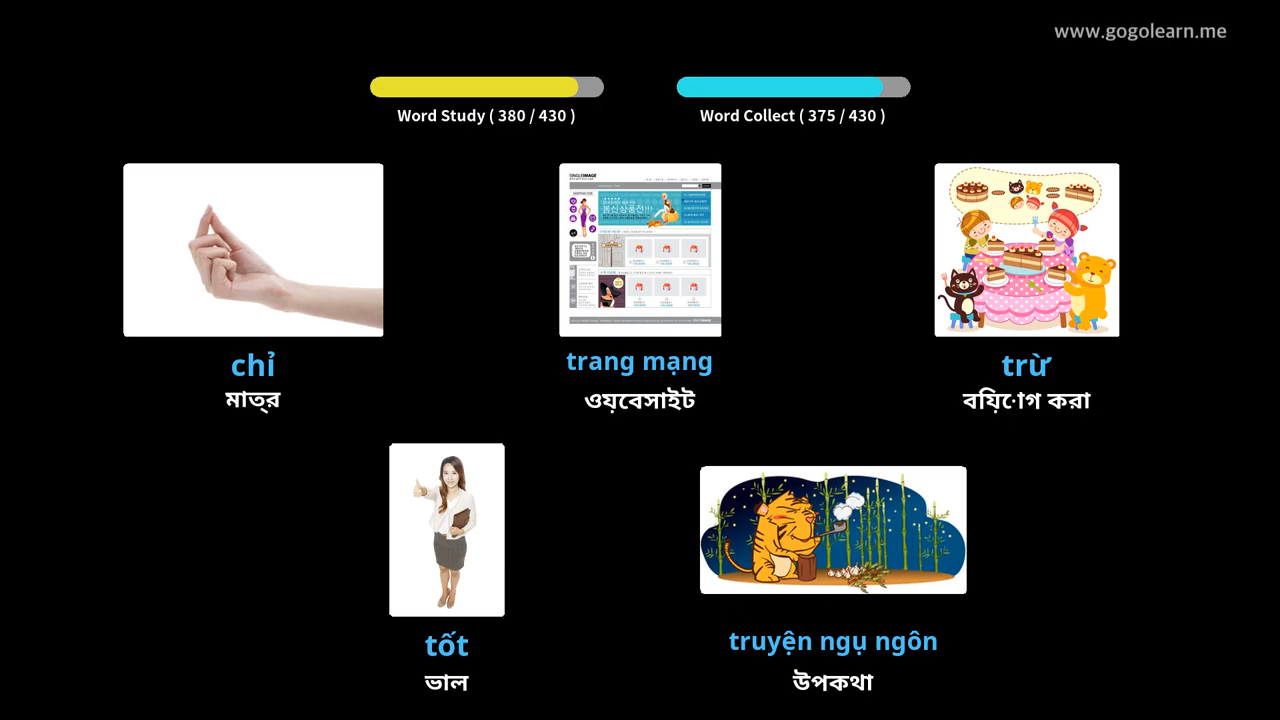 www.gogolearn.me
Word Study ( 380 / 430 )
Word Collect ( 375 / 430 )
chỉ
মাত্র
trang mạng
ওয়েবসাইট
trừ
বিয়োগ করা
tốt
ভাল
truyện ngụ ngôn
উপকথা